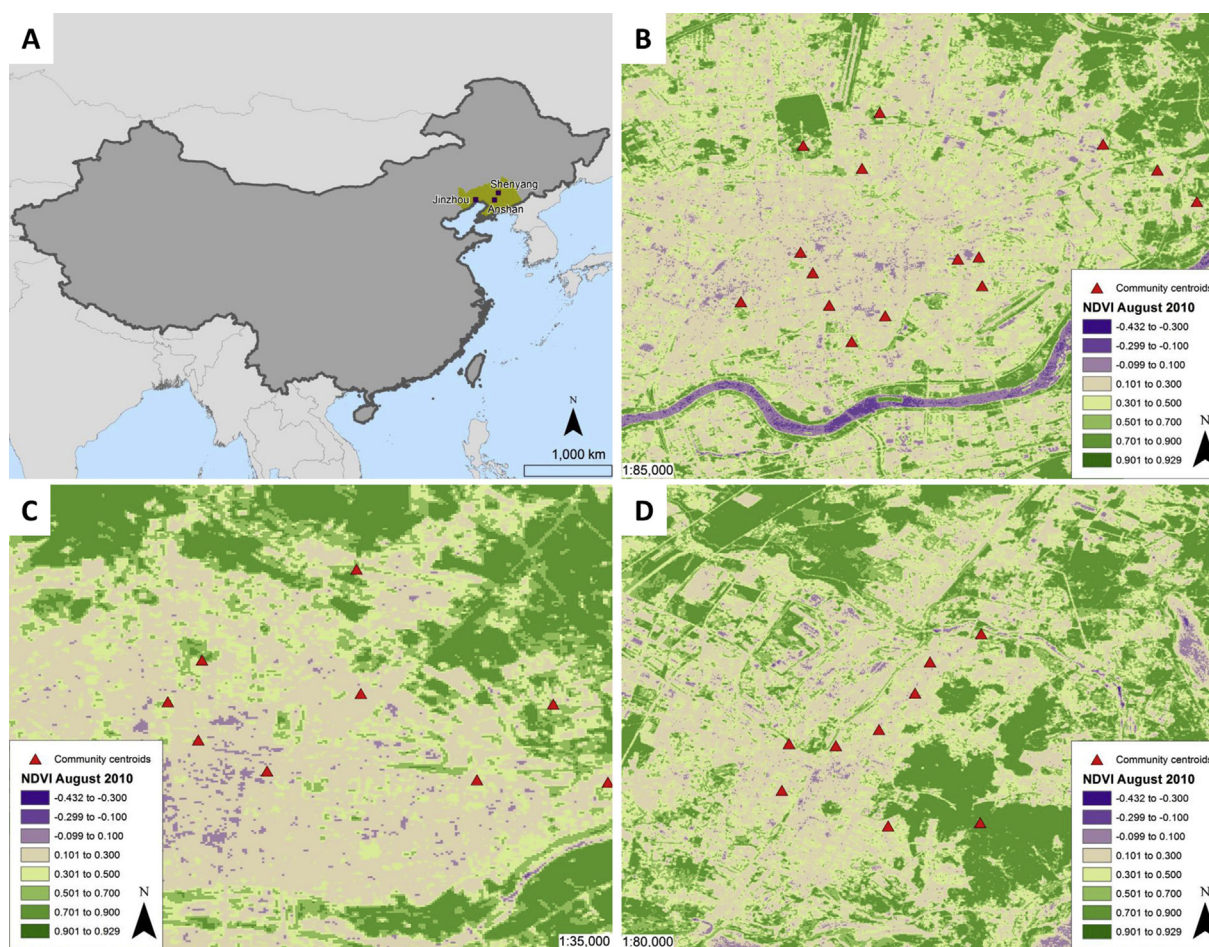 A
Shenyang
Jinzhou
Anshan
N
1,000 km
B
Community centroids
NDVI August 2010
-0.432 to -0.300
-0.299 to -0.100
-0.099 to 0.100
0.101 to 0.300
0.301 to 0.500
0.501 to 0.700
0.701 to 0.900
0.901 to 0.929
N
1:85,000
C
Community centroids
NDVI August 2010
-0.432 to -0.300
-0.299 to -0.100
-0.099 to 0.100
0.101 to 0.300
0.301 to 0.500
0.501 to 0.700
0.701 to 0.900
0.901 to 0.929
N
1:35,000
D
Community centroids
NDVI August 2010
-0.432 to -0.300
-0.299 to -0.100
-0.099 to 0.100
0.101 to 0.300
0.301 to 0.500
0.501 to 0.700
0.701 to 0.900
0.901 to 0.929
N
1:80,000